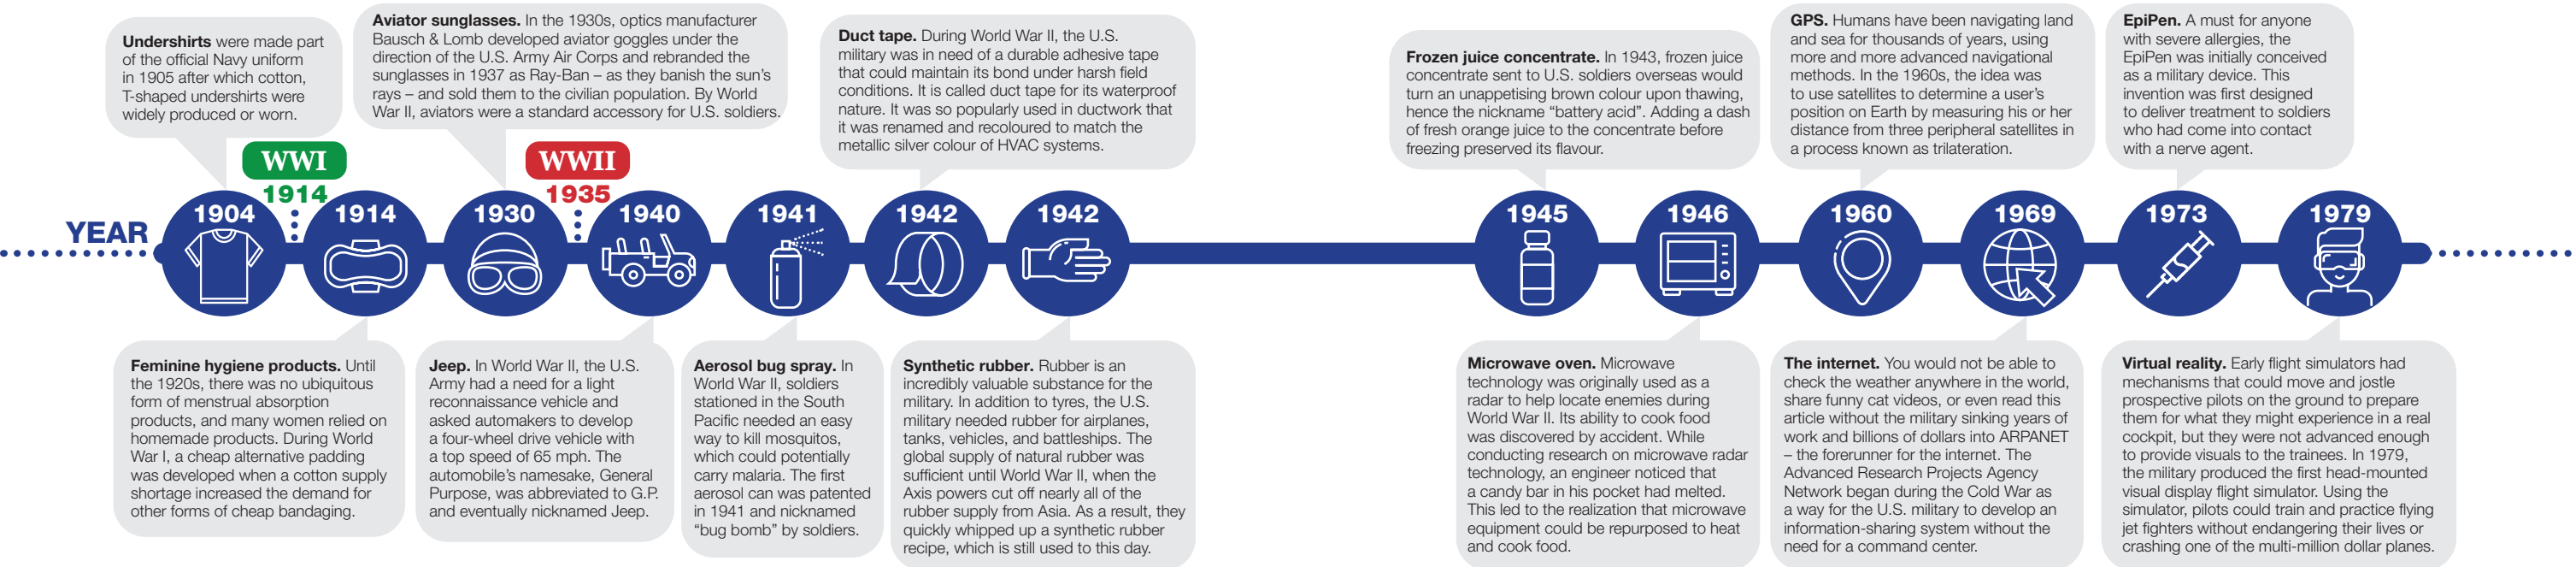 Undershirts were made part
of the official Navy uniform
in 1905 after which cotton,
T-shaped undershirts were
widely produced or worn.
Aviator sunglasses. In the 1930s, optics manufacturer
Bausch & Lomb developed aviator goggles under the
direction of the U.S. Army Air Corps and rebranded the
sunglasses in 1937 as Ray-Ban – as they banish the sun's
rays – and sold them to the civilian population. By World
War II, aviators were a standard accessory for U.S. soldiers.
Duct tape. During World War II, the U.S.
military was in need of a durable adhesive tape
that could maintain its bond under harsh field
conditions. It is called duct tape for its waterproof
nature. It was so popularly used in ductwork that
it was renamed and recoloured to match the
metallic silver colour of HVAC systems.
Frozen juice concentrate. In 1943, frozen juice
concentrate sent to U.S. soldiers overseas would
turn an unappetising brown colour upon thawing,
hence the nickname “battery acid”. Adding a dash
of fresh orange juice to the concentrate before
freezing preserved its flavour.
GPS. Humans have been navigating land
and sea for thousands of years, using
more and more advanced navigational
methods. In the 1960s, the idea was
to use satellites to determine a user's
position on Earth by measuring his or her
distance from three peripheral satellites in
a process known as trilateration.
EpiPen. A must for anyone
with severe allergies, the
EpiPen was initially conceived
as a military device. This
invention was first designed
to deliver treatment to soldiers
who had come into contact
with a nerve agent.
WWI
1914
WWII
1935
YEAR
1904
1914
1930
1940
1941
1942
1942
1945
1946
1960
1969
1973
1979
Feminine hygiene products. Until
the 1920s, there was no ubiquitous
form of menstrual absorption
products, and many women relied on
homemade products. During World
War I, a cheap alternative padding
was developed when a cotton supply
shortage increased the demand for
other forms of cheap bandaging.
Jeep. In World War II, the U.S.
Army had a need for a light
reconnaissance vehicle and
asked automakers to develop
a four-wheel drive vehicle with
a top speed of 65 mph. The
automobile's namesake, General
Purpose, was abbreviated to G.P.
and eventually nicknamed Jeep.
Aerosol bug spray. In
World War II, soldiers
stationed in the South
Pacific needed an easy
way to kill mosquitos,
which could potentially
carry malaria. The first
aerosol can was patented
in 1941 and nicknamed
“bug bomb” by soldiers.
Synthetic rubber. Rubber is an
incredibly valuable substance for the
military. In addition to tyres, the U.S.
military needed rubber for airplanes,
tanks, vehicles, and battleships. The
global supply of natural rubber was
sufficient until World War II, when the
Axis powers cut off nearly all of the
rubber supply from Asia. As a result, they
quickly whipped up a synthetic rubber
recipe, which is still used to this day.
Microwave oven. Microwave
technology was originally used as a
radar to help locate enemies during
World War II. Its ability to cook food
was discovered by accident. While
conducting research on microwave radar
technology, an engineer noticed that
a candy bar in his pocket had melted.
This led to the realization that microwave
equipment could be repurposed to heat
and cook food.
The internet. You would not be able to
check the weather anywhere in the world,
share funny cat videos, or even read this
article without the military sinking years of
work and billions of dollars into ARPANET
– the forerunner for the internet. The
Advanced Research Projects Agency
Network began during the Cold War as
a way for the U.S. military to develop an
information-sharing system without the
need for a command center.
Virtual reality. Early flight simulators had
mechanisms that could move and jostle
prospective pilots on the ground to prepare
them for what they might experience in a real
cockpit, but they were not advanced enough
to provide visuals to the trainees. In 1979,
the military produced the first head-mounted
visual display flight simulator. Using the
simulator, pilots could train and practice flying
jet fighters without endangering their lives or
crashing one of the multi-million dollar planes.